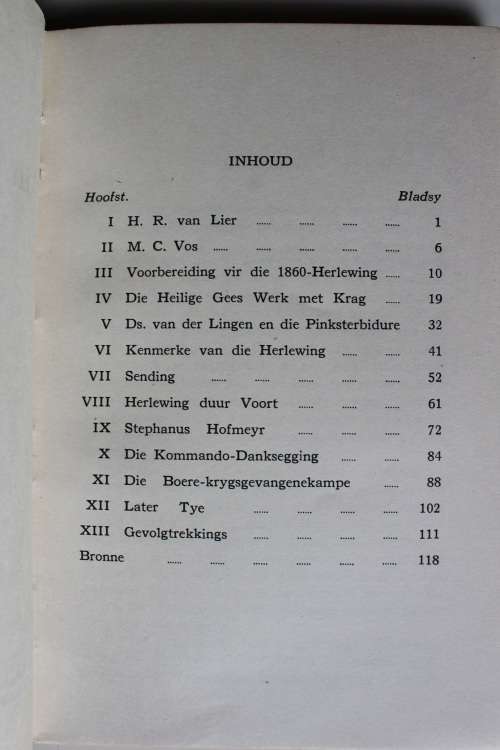 INHOUD
Hoofst. Bladsy
I H. R. van Lier ...... ...... ...... ...... 1
II M. C. Vos ...... ...... ...... ...... ...... 6
III Voorbereiding vir die 1860-Herlewing ...... 10
IV Die Heilige Gees Werk met Krag ...... 19
V Ds. van der Lingen en die Pinksterbidure 32
VI Kenmerke van die Herlewing ...... ...... 41
VII Sending ...... ...... ...... ...... ...... 52
VIII Herlewing duur Voort ...... ...... ...... 61
IX Stephanus Hofmeyr ...... ...... ...... 72
X Die Kommando-Danksegging ...... ...... 84
XI Die Boere-krygsgevangenekampe ...... 88
XII Later Tye ...... ...... ...... ...... 102
XIII Gevolgtrekkings ...... ...... ...... ...... 111
Bronne ...... ...... ...... ...... ...... ...... 118